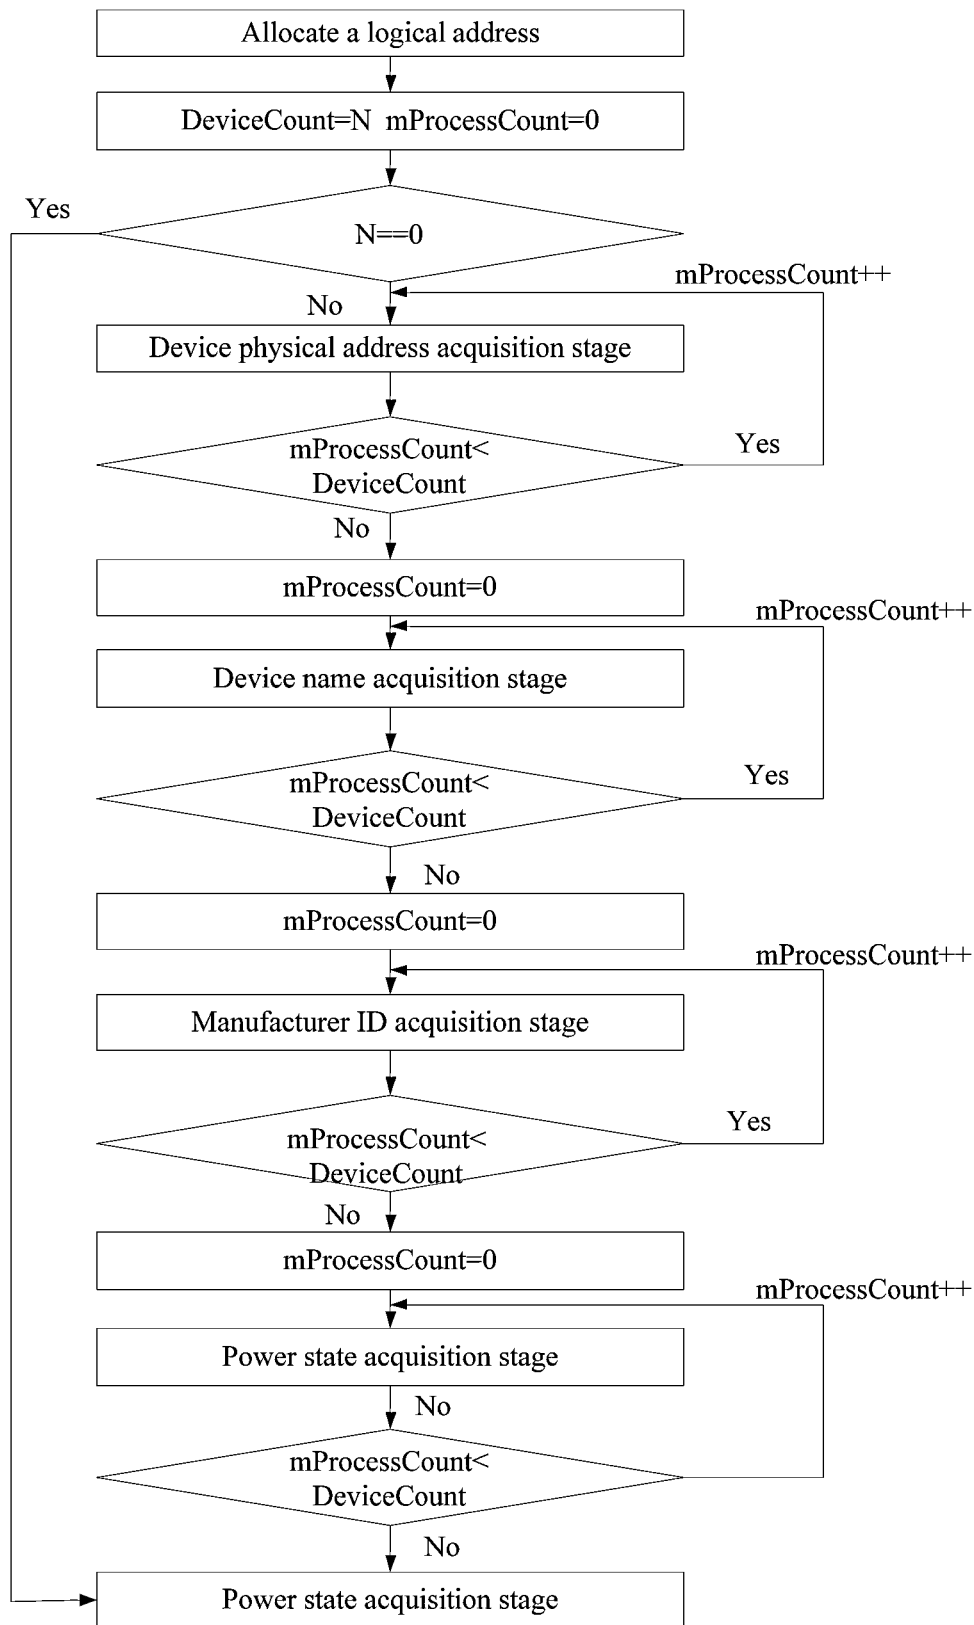 Allocate a logical address
DeviceCount=N mProcessCount=0
Yes
N==0
mProcessCount++
No
Device physical address acquisition stage
mProcessCount<
DeviceCount
Yes
No
mProcessCount=0
mProcessCount++
Device name acquisition stage
mProcessCount<
DeviceCount
Yes
No
mProcessCount=0
mProcessCount++
Manufacturer ID acquisition stage
mProcessCount<
DeviceCount
Yes
No
mProcessCount=0
mProcessCount++
Power state acquisition stage
No
mProcessCount<
DeviceCount
No
Power state acquisition stage